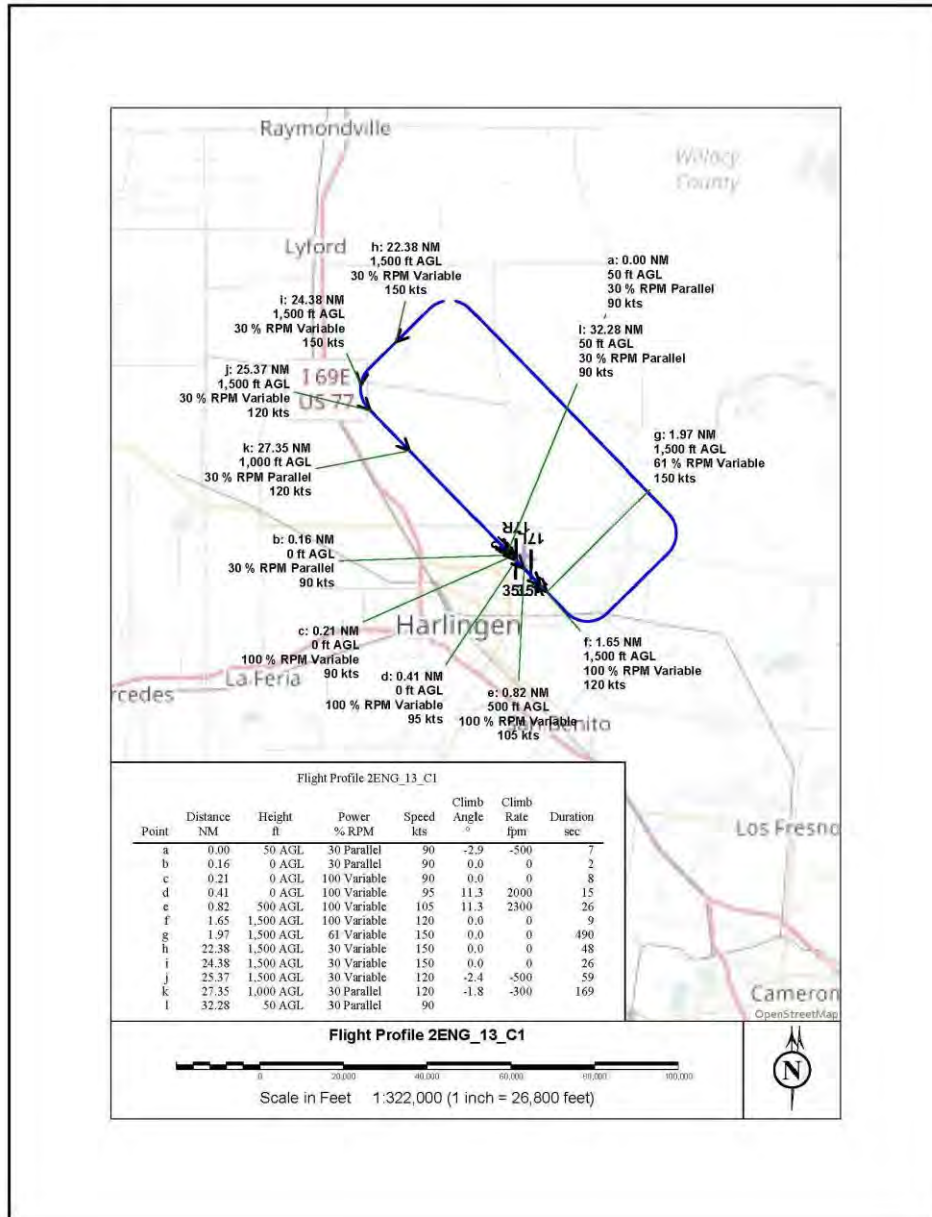 Raymondville
Willacy
County
Lyford
h: 22.38 NM
1,500 ft AGL
30 % RPM Variable
150 kts
a: 0.00 NM
50 ft AGL
30 % RPM Parallel
90 kts
i: 24.38 NM
1,500 ft AGL
30 % RPM Variable
150 kts
l: 32.28 NM
50 ft AGL
30 % RPM Parallel
90 kts
j: 25.37 NM
1,500 ft AGL
30 % RPM Variable
120 kts
I 69E
US 77
g: 1.97 NM
1,500 ft AGL
61 % RPM Variable
150 kts
k: 27.35 NM
1,000 ft AGL
30 % RPM Parallel
120 kts
17R
17L
b: 0.16 NM
0 ft AGL
30 % RPM Parallel
90 kts
35L
35R
Harlingen
c: 0.21 NM
0 ft AGL
100 % RPM Variable
90 kts
f: 1.65 NM
1,500 ft AGL
100 % RPM Variable
120 kts
La Feria
rcedes
d: 0.41 NM
0 ft AGL
100 % RPM Variable
95 kts
e: 0.82 NM
500 ft AGL
100 % RPM Variable
105 kts
San Benito
Los Fresno
Cameron
OpenStreetMap
Flight Profile 2ENG_13_C1
Point Distance NM Height ft Power % RPM Speed kts Climb Angle ° Climb Rate fpm Duration sec
a 0.00 50 AGL 30 Parallel 90 -2.9 -500 7
b 0.16 0 AGL 30 Parallel 90 0.0 0 2
c 0.21 0 AGL 100 Variable 90 0.0 0 8
d 0.41 0 AGL 100 Variable 95 11.3 2000 15
e 0.82 500 AGL 100 Variable 105 11.3 2300 26
f 1.65 1,500 AGL 100 Variable 120 0.0 0 9
g 1.97 1,500 AGL 61 Variable 150 0.0 0 490
h 22.38 1,500 AGL 30 Variable 150 0.0 0 48
i 24.38 1,500 AGL 30 Variable 150 0.0 0 26
j 25.37 1,500 AGL 30 Variable 120 -2.4 -500 59
k 27.35 1,000 AGL 30 Parallel 120 -1.8 -300 169
l 32.28 50 AGL 30 Parallel 90
Flight Profile 2ENG_13_C1
0 20,000 40,000 60,000 80,000 100,000
Scale in Feet 1:322,000 (1 inch = 26,800 feet)
N